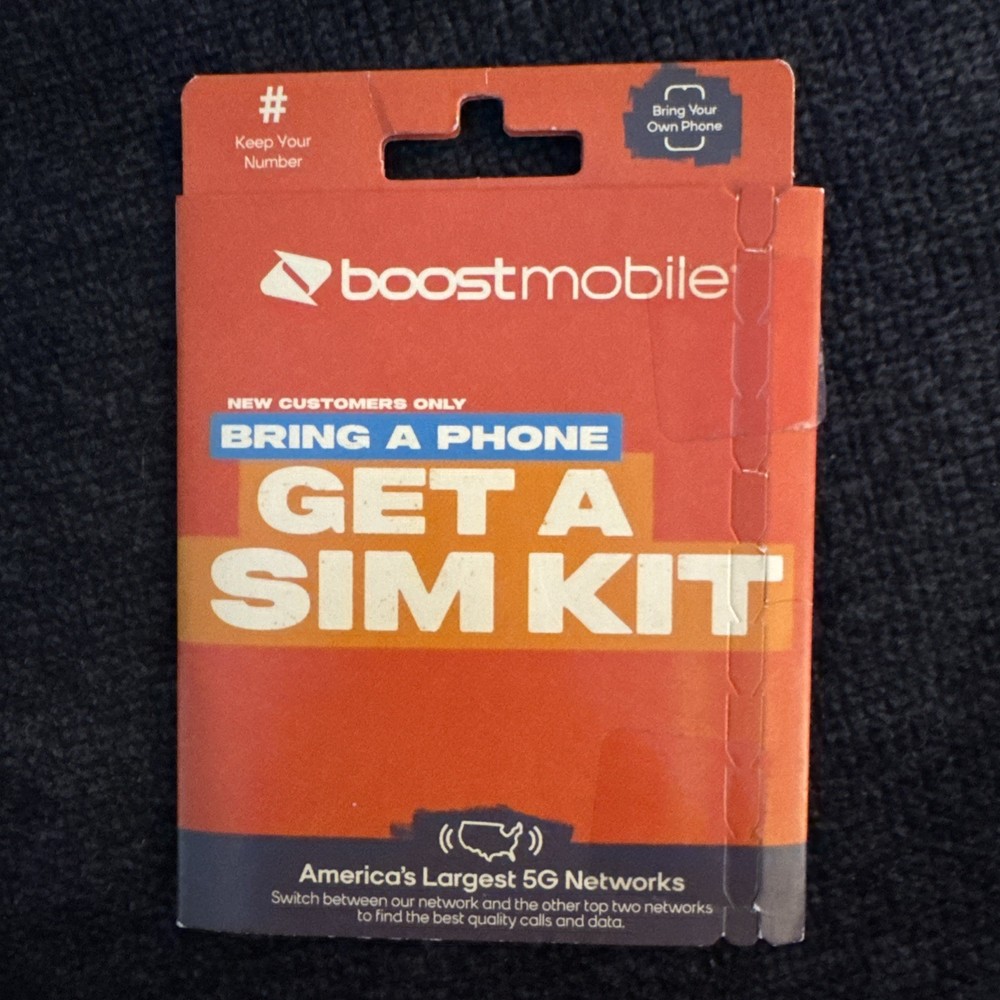 #
Keep Your
Number
Bring Your
Own Phone
boostmobile
NEW CUSTOMERS ONLY
BRING A PHONE
GET A
SIM KIT
America's Largest 5G Networks
Switch between our network and the other top two networks
to find the best quality calls and data.